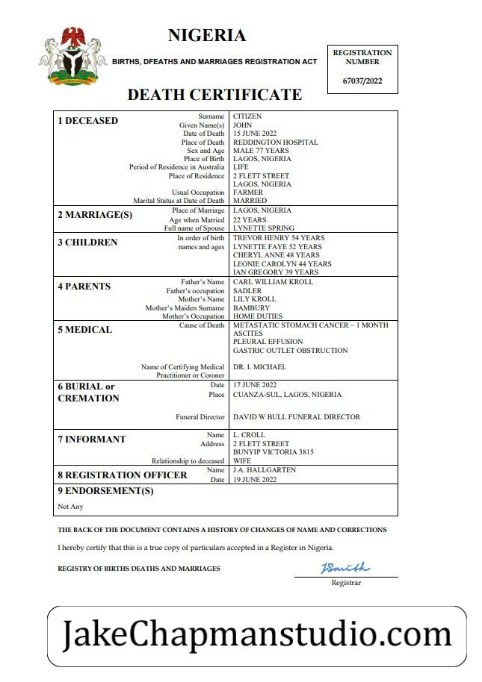 NIGERIA
BIRTHS, DFEATHS AND MARRIAGES REGISTRATION ACT
REGISTRATION
NUMBER
67037/2022
DEATH CERTIFICATE
1 DECEASED
Surname CITIZEN
Given Name(s) JOHN
Date of Death 15 JUNE 2022
Place of Death REDDINGTON HOSPITAL
Sex and Age MALE 77 YEARS
Place of Birth LAGOS, NIGERIA
Period of Residence in Australia LIFE
Place of Residence 2 FLETT STREET
LAGOS, NIGERIA
Usual Occupation FARMER
Marital Status at Date of Death MARRIED
2 MARRIAGE(S)
Place of Marriage LAGOS, NIGERIA
Age when Married 22 YEARS
Full name of Spouse LYNETTE SPRING
3 CHILDREN
In order of birth TREVOR HENRY 54 YEARS
names and ages LYNETTE FAYE 52 YEARS
CHERYL ANNE 48 YEARS
LEONIE CAROLYN 44 YEARS
IAN GREGORY 39 YEARS
4 PARENTS
Father's Name CARL WILLIAM KROLL
Father's occupation SADLER
Mother's Name LILY KROLL
Mother's Maiden Surname BAMBURY
Mother's Occupation HOME DUTIES
5 MEDICAL
Cause of Death METASTATIC STOMACH CANCER – 1 MONTH
ASCITES
PLEURAL EFFUSION
GASTRIC OUTLET OBSTRUCTION
Name of Certifying Medical DR. I. MICHAEL
Practitioner or Coroner
6 BURIAL or
CREMATION
Date 17 JUNE 2022
Place CUANZA-SUL, LAGOS, NIGERIA
Funeral Director DAVID W BULL FUNERAL DIRECTOR
7 INFORMANT
Name L. CROLL
Address 2 FLETT STREET
BUNYIP VICTORIA 3815
Relationship to deceased WIFE
8 REGISTRATION OFFICER
Name J.A. HALLGARTEN
Date 19 JUNE 2022
9 ENDORSEMENT(S)
Not Any
THE BACK OF THE DOCUMENT CONTAINS A HISTORY OF CHANGES OF NAME AND CORRECTIONS
I hereby certify that this is a true copy of particulars accepted in a Register in Nigeria.
REGISTRY OF BIRTHS DEATHS AND MARRIAGES
Registrar
JakeChapmanstudio.com